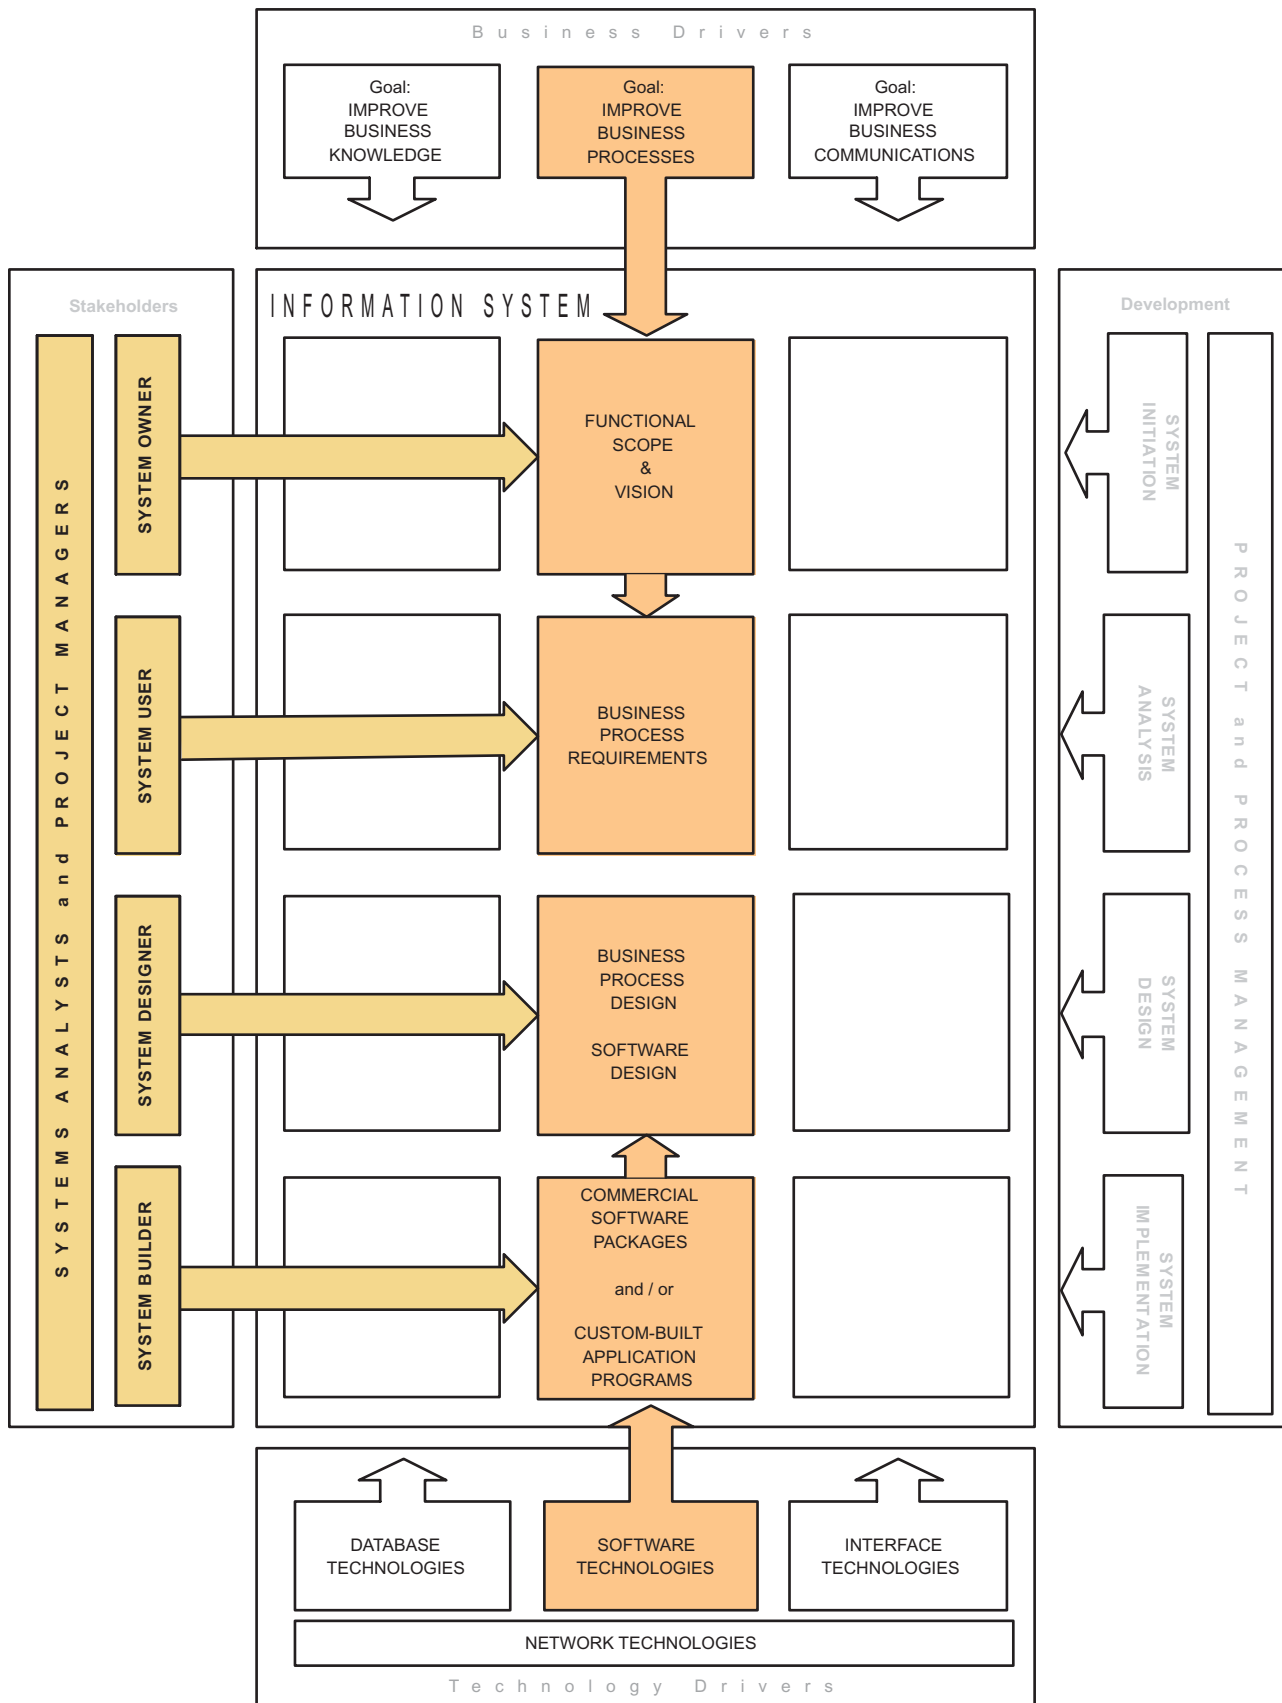 Business Drivers
Goal:
IMPROVE
BUSINESS
KNOWLEDGE
Goal:
IMPROVE
BUSINESS
PROCESSES
Goal:
IMPROVE
BUSINESS
COMMUNICATIONS
Stakeholders
SYSTEMS ANALYSTS and PROJECT MANAGERS
SYSTEM OWNER
SYSTEM USER
SYSTEM DESIGNER
SYSTEM BUILDER
INFORMATION SYSTEM
FUNCTIONAL
SCOPE
&
VISION
BUSINESS
PROCESS
REQUIREMENTS
BUSINESS
PROCESS
DESIGN
SOFTWARE
DESIGN
COMMERCIAL
SOFTWARE
PACKAGES
and / or
CUSTOM-BUILT
APPLICATION
PROGRAMS
Development
SYSTEM
INITIATION
SYSTEM
ANALYSIS
SYSTEM
DESIGN
SYSTEM
IMPLEMENTATION
PROJECT and PROCESS MANAGEMENT
DATABASE
TECHNOLOGIES
SOFTWARE
TECHNOLOGIES
INTERFACE
TECHNOLOGIES
NETWORK TECHNOLOGIES
Technology Drivers